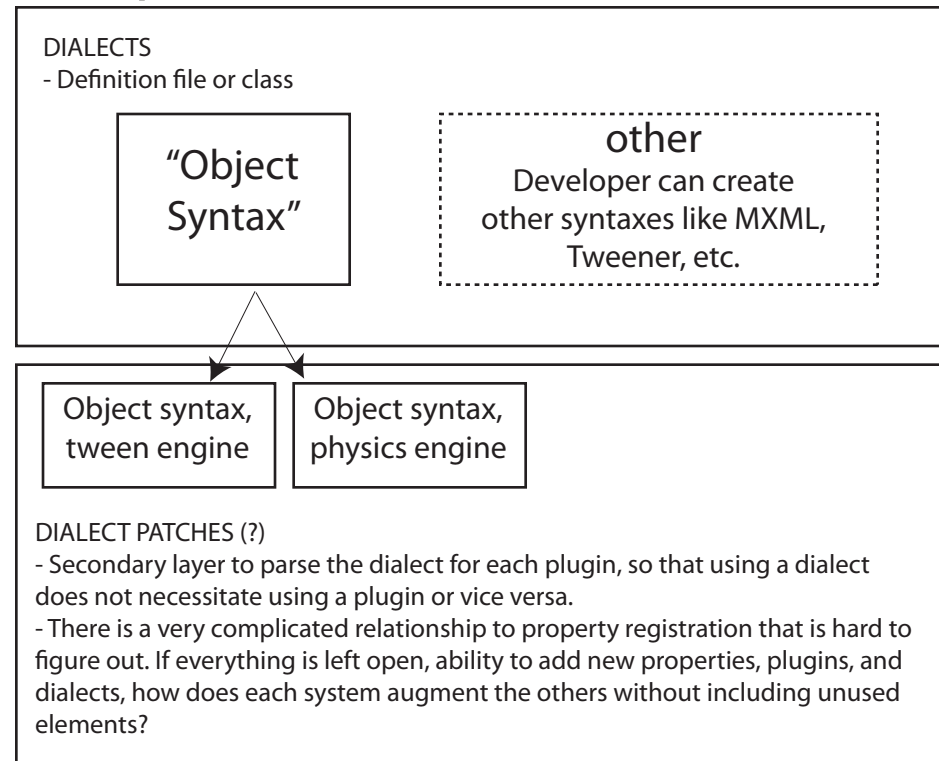 DIALECTS
- Definition file or class
“Object
Syntax”
other
Developer can create
other syntaxes like MXML,
Tweener, etc.
Object syntax,
tween engine
Object syntax,
physics engine
DIALECT PATCHES (?)
- Secondary layer to parse the dialect for each plugin, so that using a dialect
does not necessitate using a plugin or vice versa.
- There is a very complicated relationship to property registration that is hard to
figure out. If everything is left open, ability to add new properties, plugins, and
dialects, how does each system augment the others without including unused
elements?